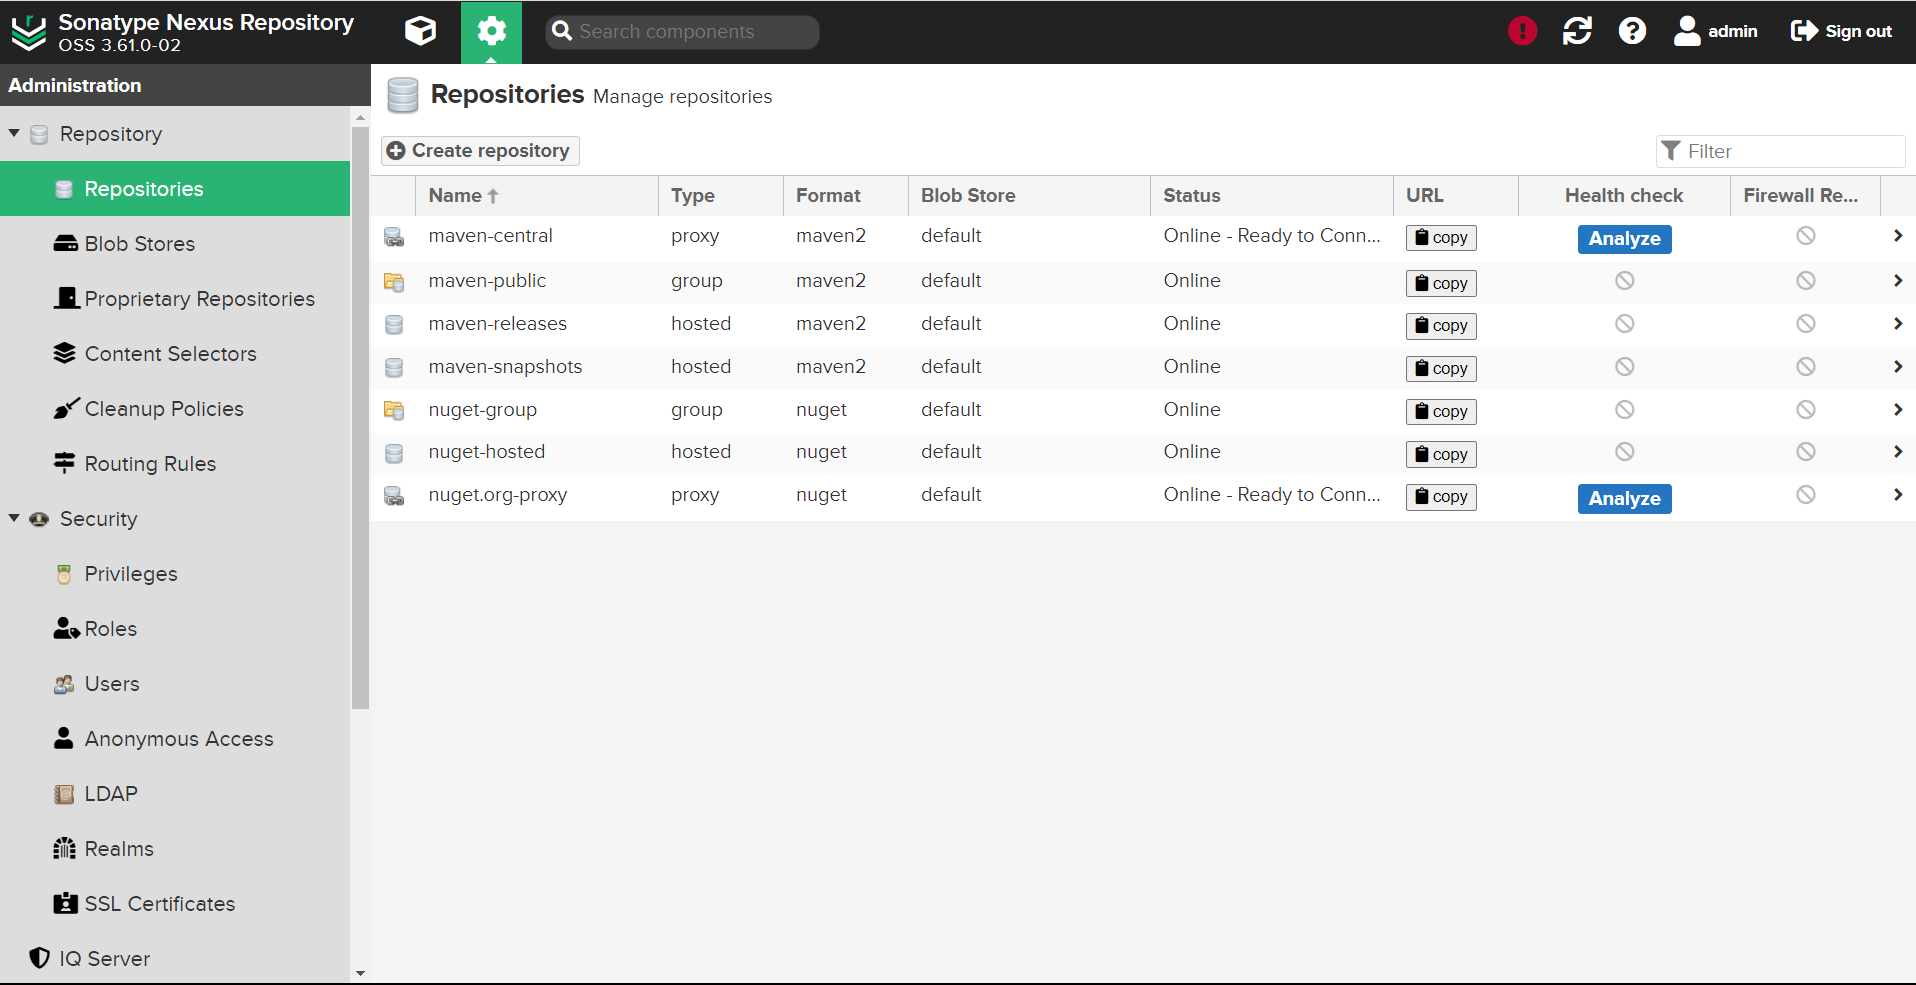 Sonatype Nexus Repository
OSS 3.61.0-02
Search components
admin
Sign out
Administration
Repository
Repositories
Blob Stores
Proprietary Repositories
Content Selectors
Cleanup Policies
Routing Rules
Security
Privileges
Roles
Users
Anonymous Access
LDAP
Realms
SSL Certificates
IQ Server
Repositories Manage repositories
Create repository
Filter
Name Type Format Blob Store Status URL Health check Firewall Re...
maven-central proxy maven2 default Online - Ready to Conn... copy Analyze
maven-public group maven2 default Online copy
maven-releases hosted maven2 default Online copy
maven-snapshots hosted maven2 default Online copy
nuget-group group nuget default Online copy
nuget-hosted hosted nuget default Online copy
nuget.org-proxy proxy nuget default Online - Ready to Conn... copy Analyze